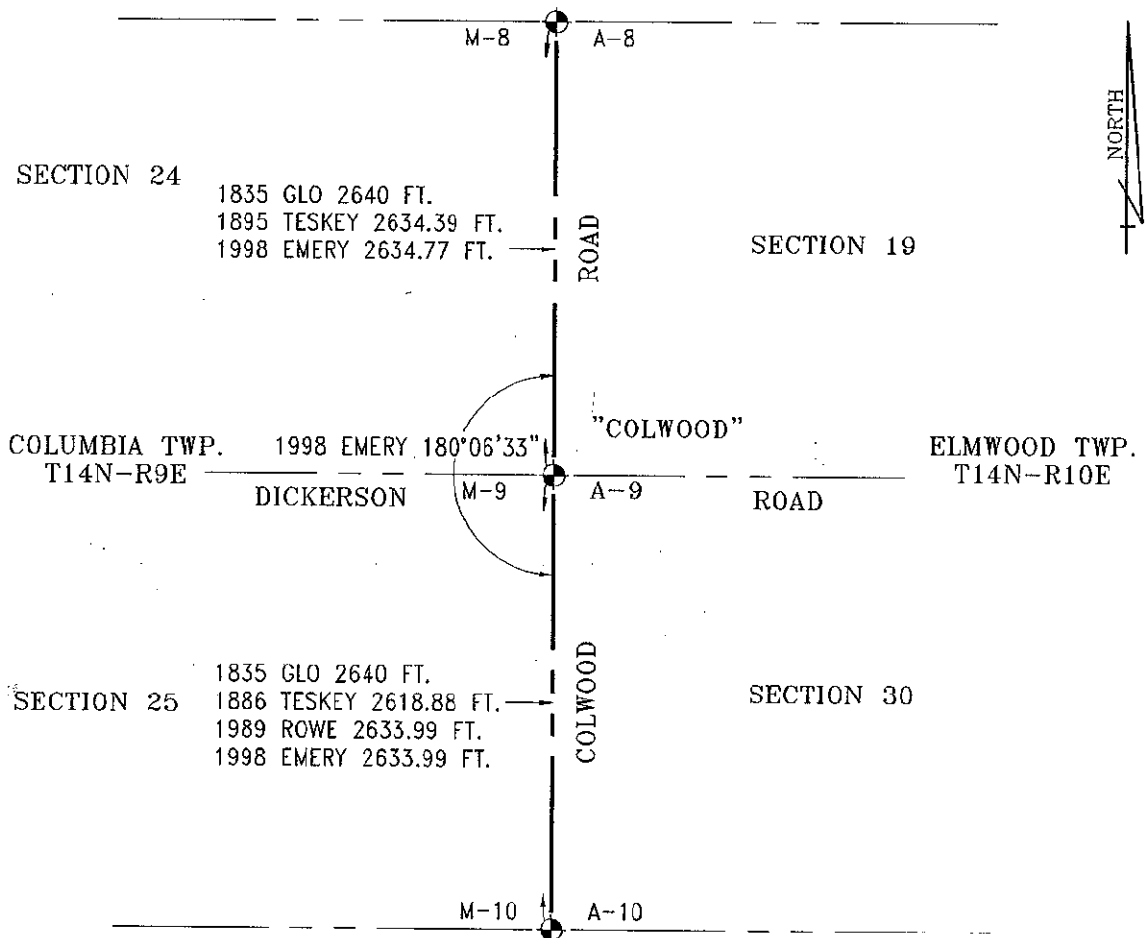 M-8 A-8
NORTH
SECTION 24
1835 GLO 2640 FT.
1895 TESKEY 2634.39 FT.
1998 EMERY 2634.77 FT.
ROAD
SECTION 19
"COLWOOD"
COLUMBIA TWP.
T14N-R9E
1998 EMERY 180°06'33"
ELMWOOD TWP.
T14N-R10E
DICKERSON
M-9 A-9
ROAD
1835 GLO 2640 FT.
1886 TESKEY 2618.88 FT.
1989 ROWE 2633.99 FT.
1998 EMERY 2633.99 FT.
SECTION 25
COLWOOD
SECTION 30
M-10 A-10